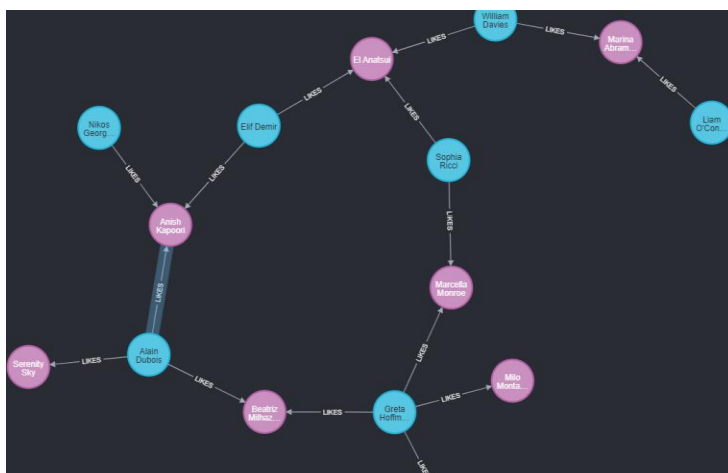 William
Davies
LIKES
LIKES
Marina
Abram...
El Anatsui
LIKES
LIKES
Nikos
Georg...
Elif Demir
Liam
O'Con...
LIKES
Sophia
Ricci
LIKES
LIKES
LIKES
Anish
Kapoori
LIKES
Marcella
Monroe
LIKES
Alain
Dubois
Serenity
Sky
LIKES
LIKES
LIKES
Milo
Monta...
Beatriz
Milhaz...
LIKES
Greta
Hoffm...
LIKES
LIKES